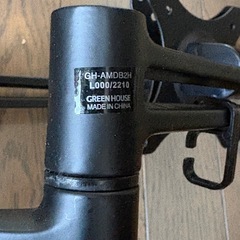 GH-AMDB2H
L000/2210
GREEN HOUSE
MADE IN CHINA